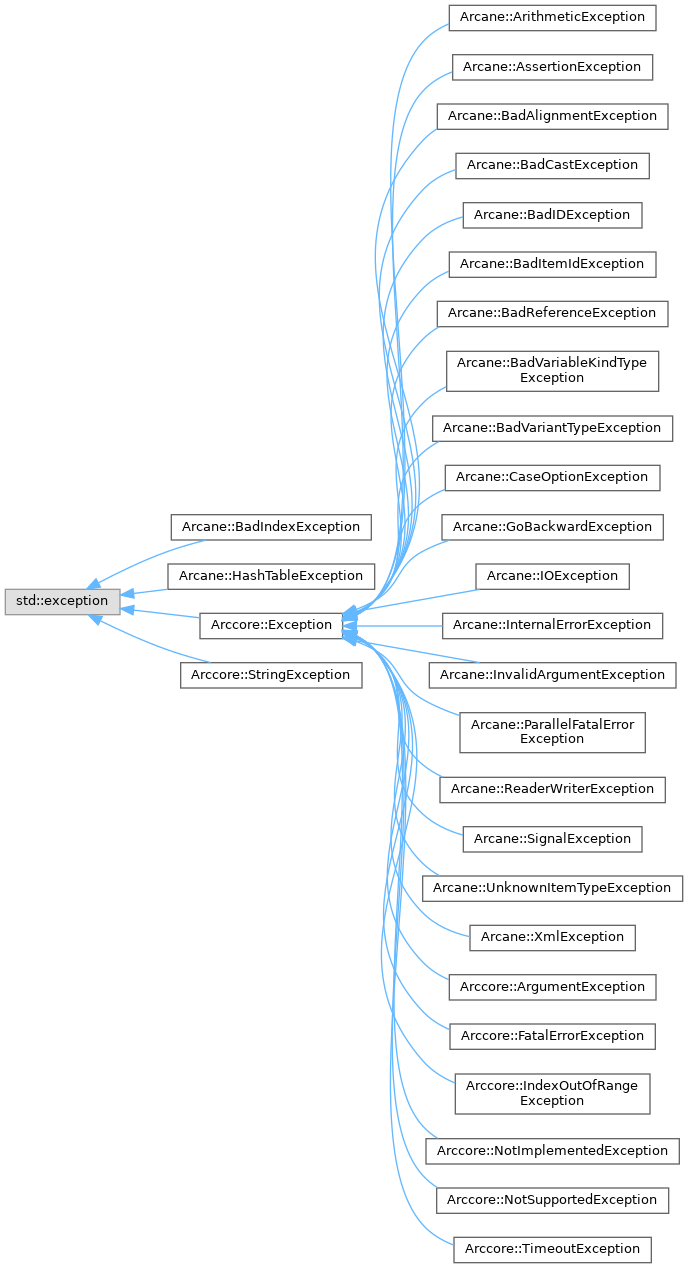 Arcane::ArithmeticException
Arcane::AssertionException
Arcane::BadAlignmentException
Arcane::BadCastException
Arcane::BadIDException
Arcane::BadItemIdException
Arcane::BadReferenceException
Arcane::BadVariableKindType
Exception
Arcane::BadVariantTypeException
Arcane::CaseOptionException
Arcane::BadIndexException
Arcane::GoBackwardException
Arcane::HashTableException
Arcane::IOException
std::exception
Arccore::Exception
Arcane::InternalErrorException
Arccore::StringException
Arcane::InvalidArgumentException
Arcane::ParallelFatalError
Exception
Arcane::ReaderWriterException
Arcane::SignalException
Arcane::UnknownItemTypeException
Arcane::XmlException
Arccore::ArgumentException
Arccore::FatalErrorException
Arccore::IndexOutOfRange
Exception
Arccore::NotImplementedException
Arccore::NotSupportedException
Arccore::TimeoutException